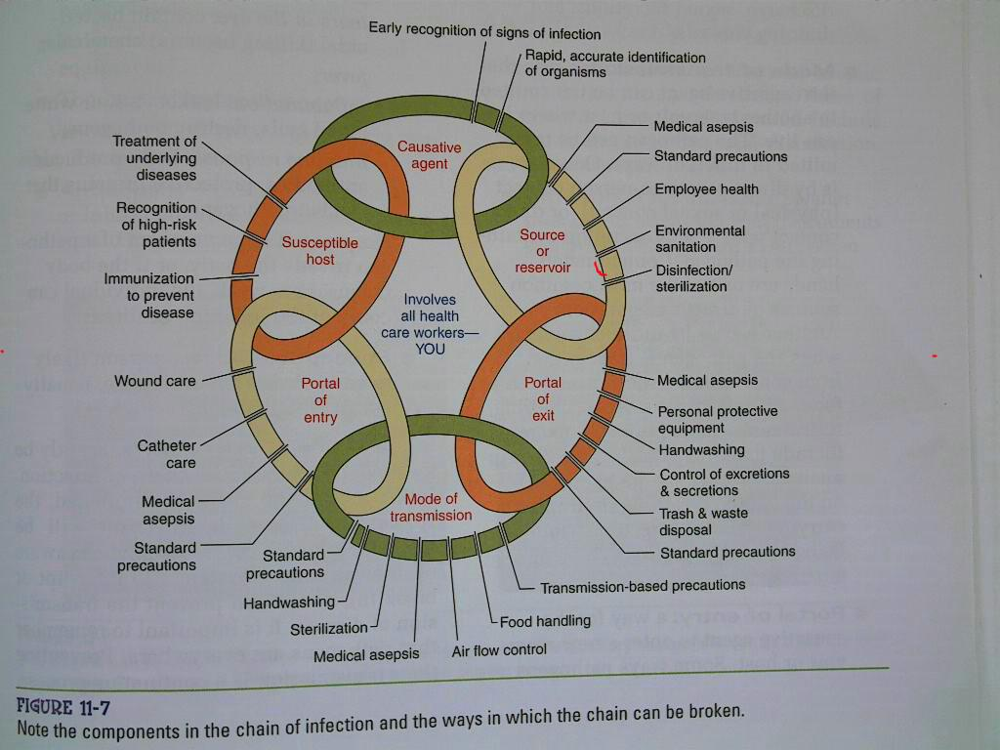 Early recognition of signs of infection
Rapid, accurate identification
of organisms
Causative
agent
Medical asepsis
Standard precautions
Employee health
Environmental
sanitation
Disinfection/
sterilization
Source
or
reservoir
Treatment of
underlying
diseases
Recognition
of high-risk
patients
Immunization
to prevent
disease
Susceptible
host
Involves
all health
care workers—
YOU
Wound care
Catheter
care
Medical
asepsis
Standard
precautions
Portal
of
entry
Portal
of
exit
Medical asepsis
Personal protective
equipment
Handwashing
Control of excretions
& secretions
Trash & waste
disposal
Standard precautions
Mode of
transmission
Standard
precautions
Handwashing
Sterilization
Medical asepsis
Air flow control
Food handling
Transmission-based precautions
FIGURE 11-7
Note the components in the chain of infection and the ways in which the chain can be broken.